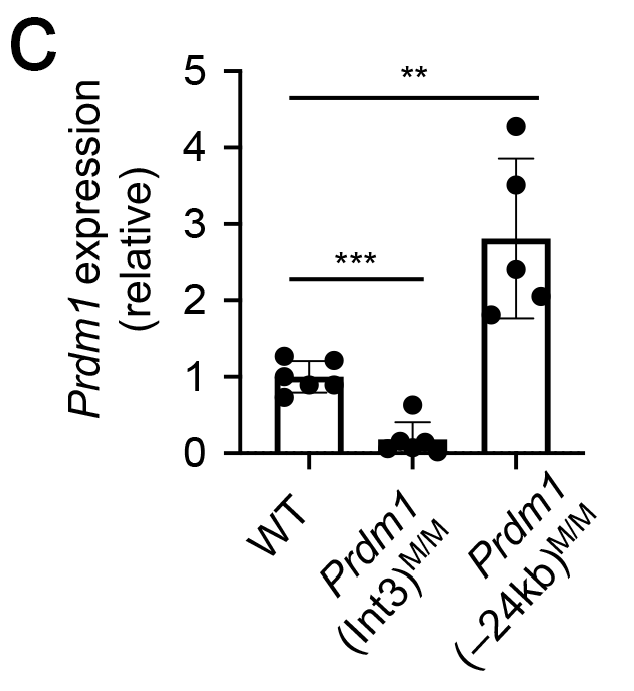 C
Prdm1 expression
(relative)
5
4
3
2
1
0
**
***
WT
Prdm1
(Int3)M/M
Prdm1
(–24kb)M/M